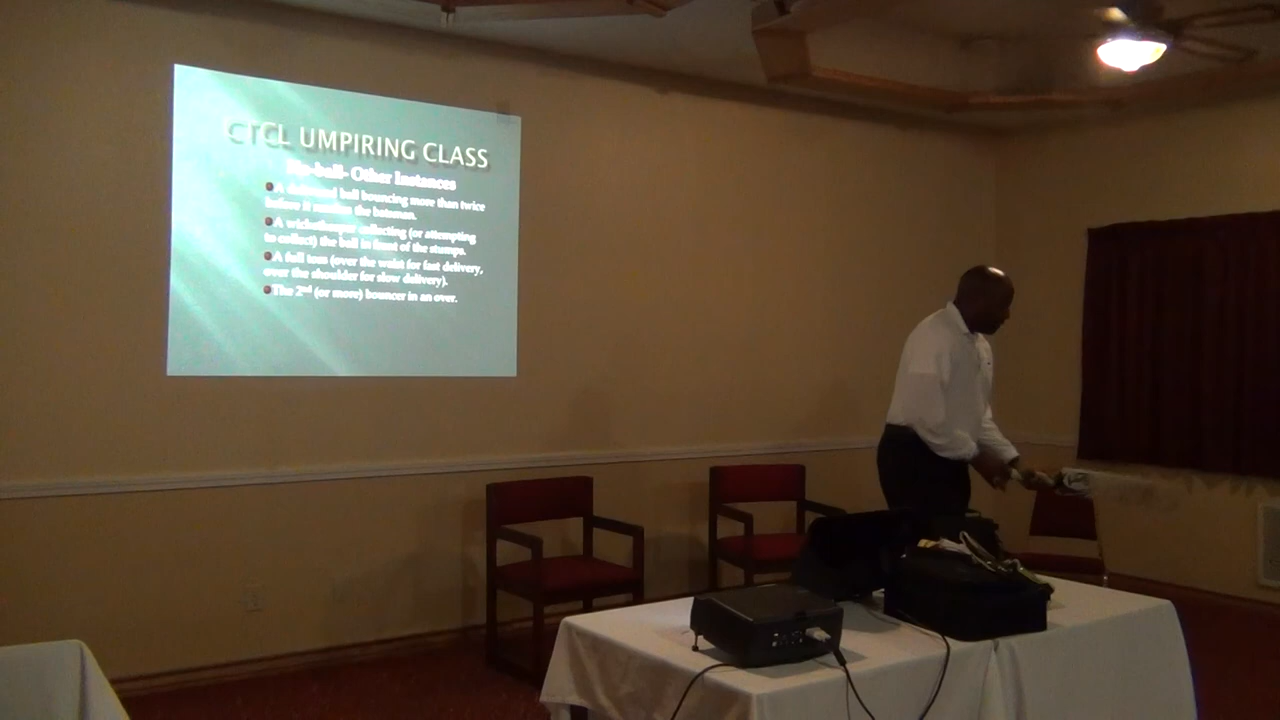 CTCL UMPIRING CLASS
No-ball- Other Instances
A delivered ball bouncing more than twice
before it reaches the batsman.
A wicketkeeper collecting (or attempting
to collect) the ball in front of the stumps.
A full toss (over the waist for fast delivery,
over the shoulder for slow delivery).
The 2nd (or more) bouncer in an over.